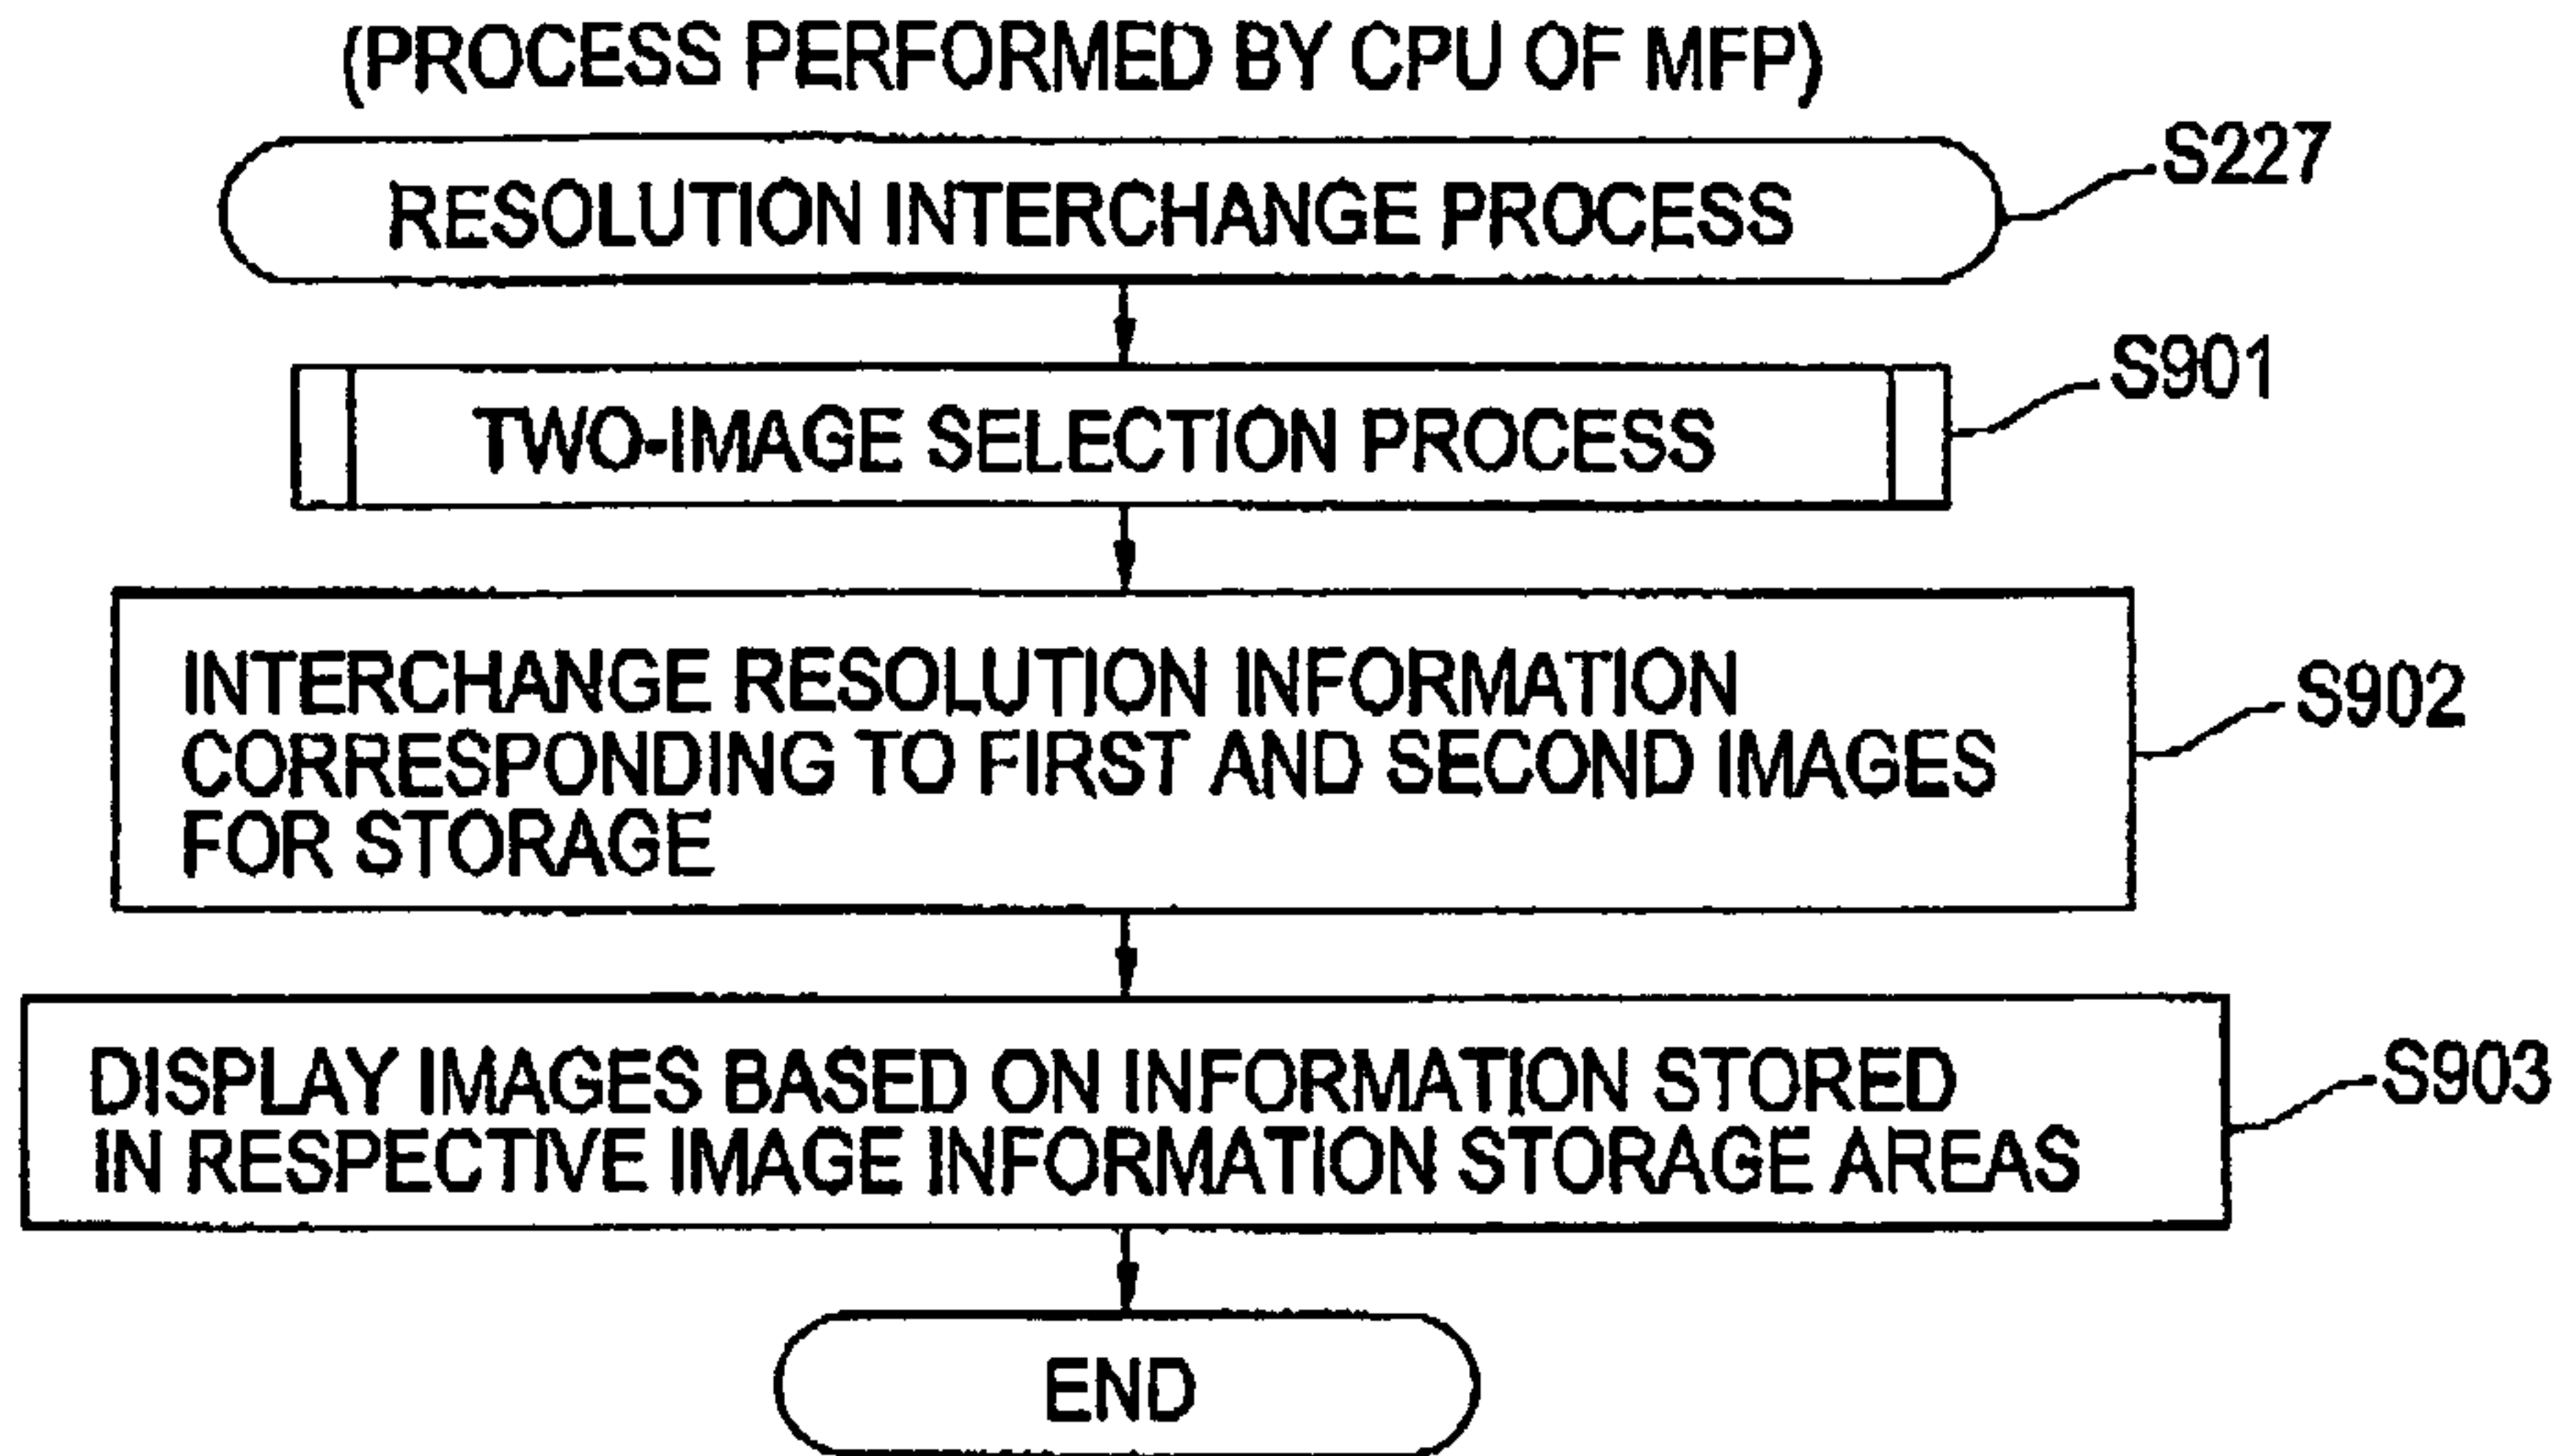 (PROCESS PERFORMED BY CPU OF MFP)
RESOLUTION INTERCHANGE PROCESS
S227
TWO-IMAGE SELECTION PROCESS
S901
INTERCHANGE RESOLUTION INFORMATION
CORRESPONDING TO FIRST AND SECOND IMAGES
FOR STORAGE
S902
DISPLAY IMAGES BASED ON INFORMATION STORED
IN RESPECTIVE IMAGE INFORMATION STORAGE AREAS
S903
END